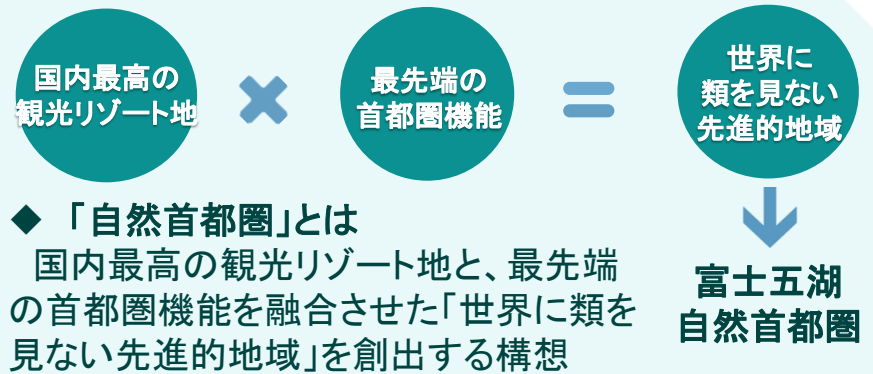 国内最高の
観光リゾート地
×
最先端の
首都圏機能
=
世界に
類を見ない
先進的地域
◆ 「自然首都圏」とは
国内最高の観光リゾート地と、最先端
の首都圏機能を融合させた「世界に類を
見ない先進的地域」を創出する構想
富士五湖
自然首都圏